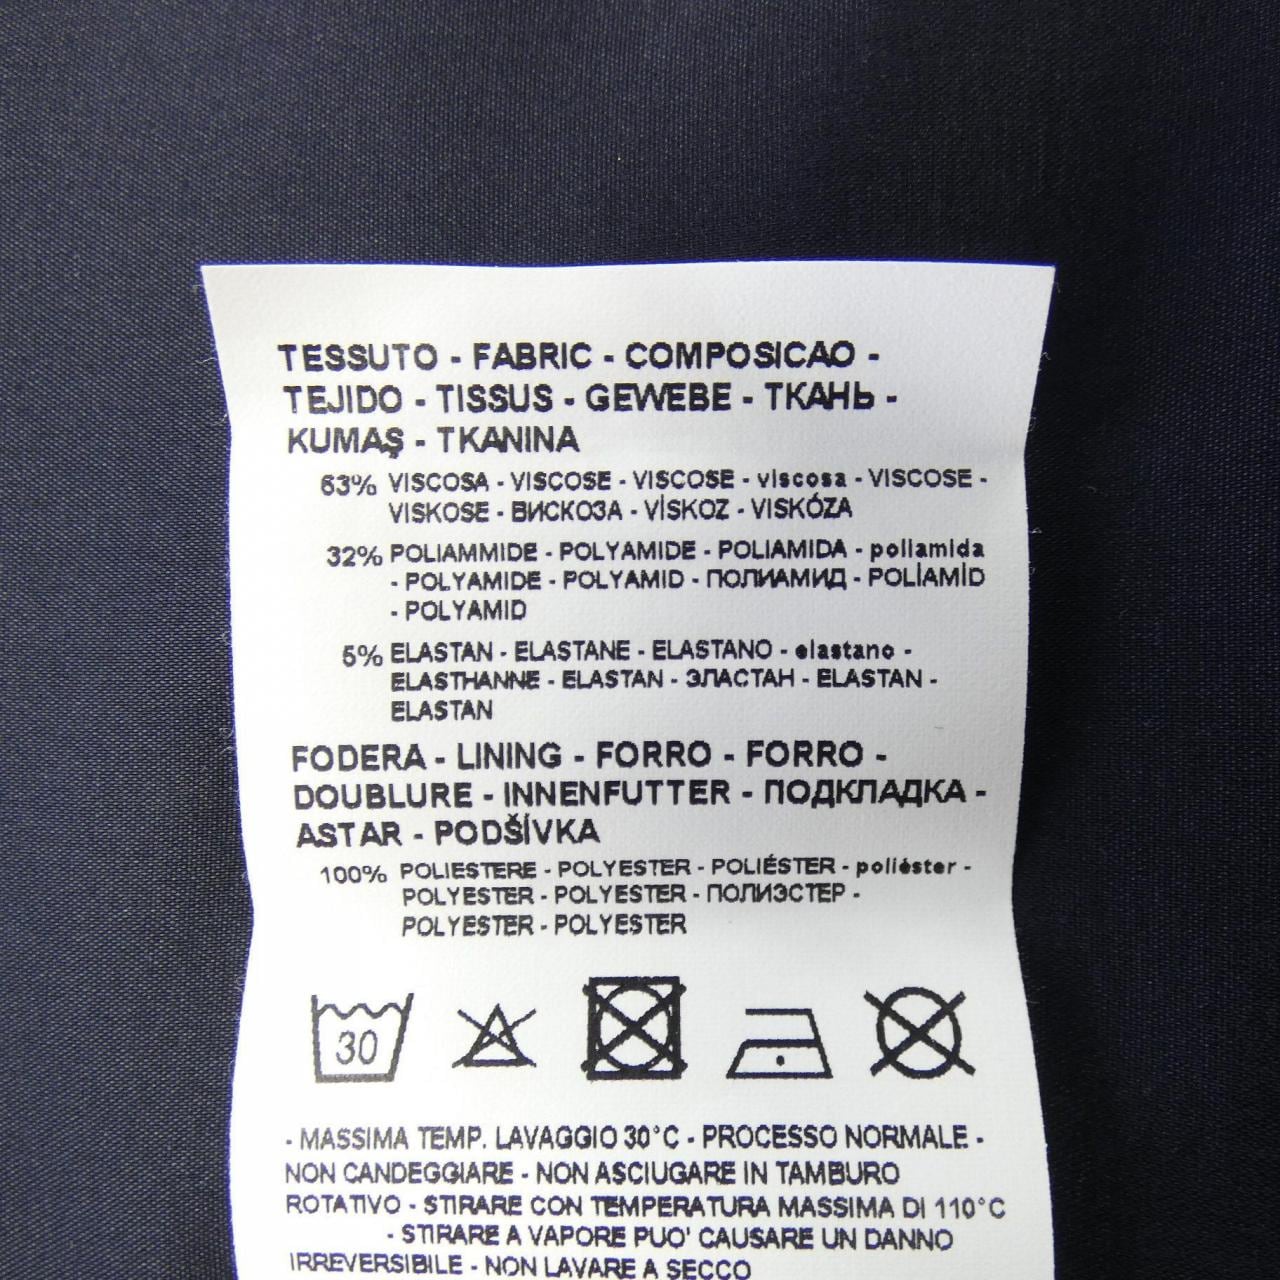 TESSUTO - FABRIC - COMPOSICAO -
TEJIDO - TISSUS - GEWEBE - ТКАНЬ -
KUMAŞ - TKANINA
63% VISCOSA - VISCOSE - VISCOSE - viscosa - VISCOSE -
VISKOSE - ВИСКОЗА - VİSKOZ - VISKÓZA
32% POLIAMMIDE - POLYAMIDE - POLIAMIDA - poliamida
- POLYAMIDE - POLYAMID - ПОЛИАМИД - POLİAMİD
- POLYAMID
5% ELASTAN - ELASTANE - ELASTANO - elastano -
ELASTHANNE - ELASTAN - ЭЛАСТАН - ELASTAN -
ELASTAN
FODERA - LINING - FORRO - FORRO -
DOUBLURE - INNENFUTTER - ПОДКЛАДКА -
ASTAR - PODŠÍVKA
100% POLIESTERE - POLYESTER - POLIÉSTER - poliéster -
POLYESTER - POLYESTER - ПОЛИЭСТЕР -
POLYESTER - POLYESTER
30
- MASSIMA TEMP. LAVAGGIO 30°C - PROCESSO NORMALE -
NON CANDEGGIARE - NON ASCIUGARE IN TAMBURO
ROTATIVO - STIRARE CON TEMPERATURA MASSIMA DI 110°C
- STIRARE A VAPORE PUO' CAUSARE UN DANNO
IRREVERSIBILE - NON LAVARE A SECCO